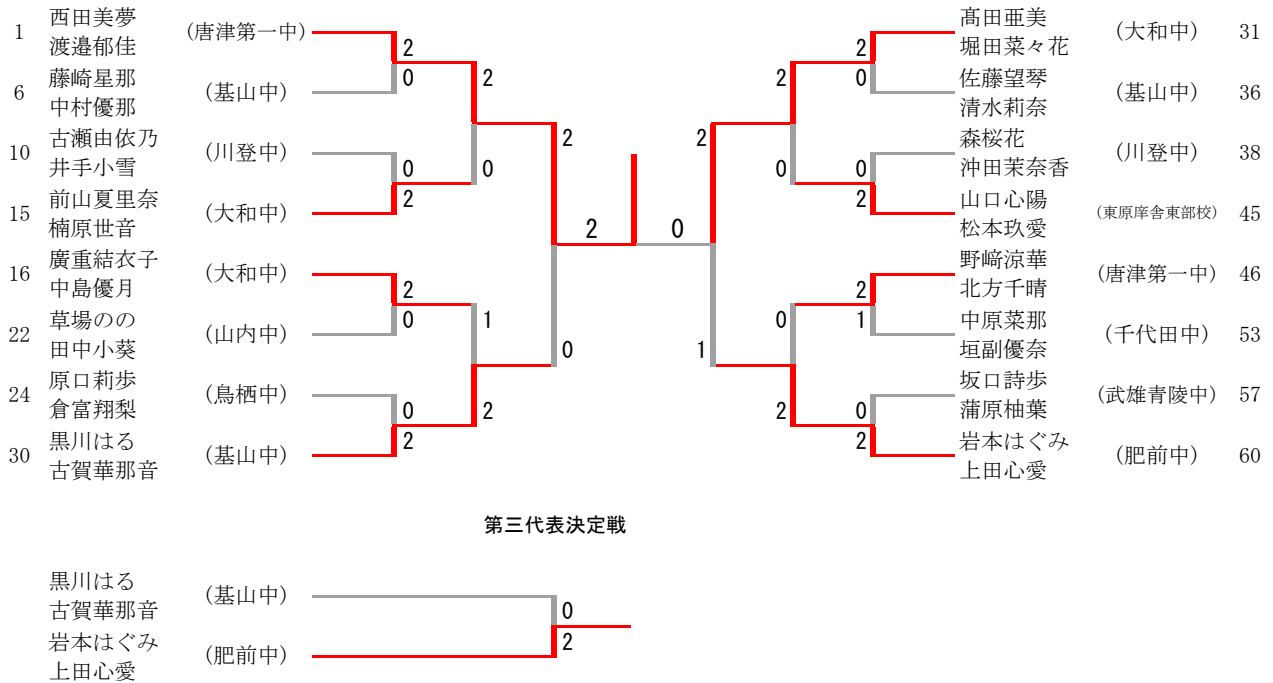 1 西田美夢 渡邉郁佳 (唐津第一中)
2
0
6 藤崎星那 中村優那 (基山中)
2
0
10 古瀬由依乃 井手小雪 (川登中)
0
2
15 前山夏里奈 楠原世音 (大和中)
2
0
16 廣重結衣子 中島優月 (大和中)
2
0
22 草場のの 田中小葵 (山内中)
1
2
24 原口莉歩 倉富翔梨 (鳥栖中)
0
2
30 黒川はる 古賀華那音 (基山中)
2 0
髙田亜美 堀田菜々花 (大和中) 31
2
0
佐藤望琴 清水莉奈 (基山中) 36
2
0
森桜花 沖田茉奈香 (川登中) 38
0
2
山口心陽 松本玖愛 (東原庠舎東部校) 45
2
1
野﨑涼華 北方千晴 (唐津第一中) 46
2
1
中原菜那 垣副優奈 (千代田中) 53
0
2
坂口詩歩 蒲原柚葉 (武雄青陵中) 57
0
2
岩本はぐみ 上田心愛 (肥前中) 60
第三代表決定戦
黒川はる 古賀華那音 (基山中)
0
2
岩本はぐみ 上田心愛 (肥前中)